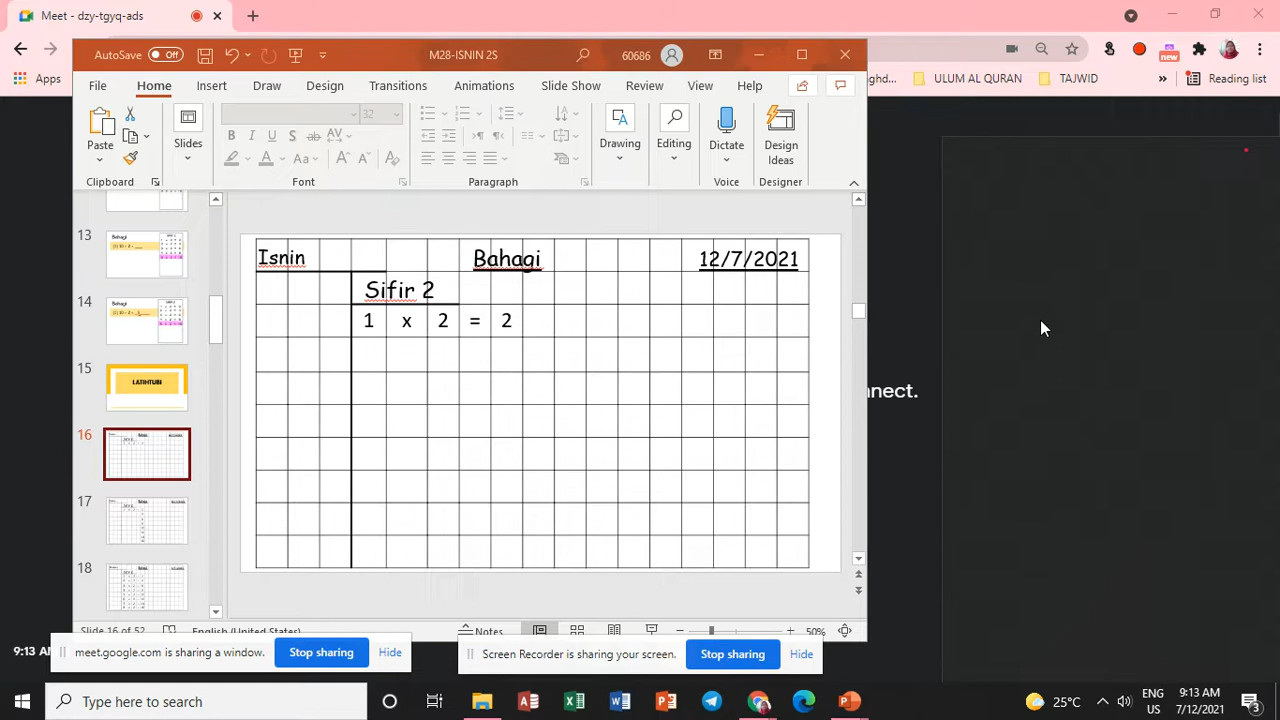 Meet - dzy-tgyq-ads
Apps
ULUM AL QURAN
TAJWID
Reading list
new
AutoSave
Off
M28-ISNIN 2S
60686
File Home Insert Draw Design Transitions Animations Slide Show Review View Help
Paste
Slides
32
Drawing
Editing
Dictate
Design Ideas
Clipboard
Font
Paragraph
Voice
Designer
13
Bahagi
14
Bahagi
15
LATIHTUBI
16
17
18
Isnin Bahagi 12/7/2021
Sifir 2
1 x 2 = 2
nnect.
Slide 16 of 52
English (United States)
Notes
50%
9:13 A
meet.google.com is sharing a window.
Stop sharing
Hide
Screen Recorder is sharing your screen.
Stop sharing
Hide
Type here to search
25°C
ENG
US
9:13 AM
7/12/2021
3